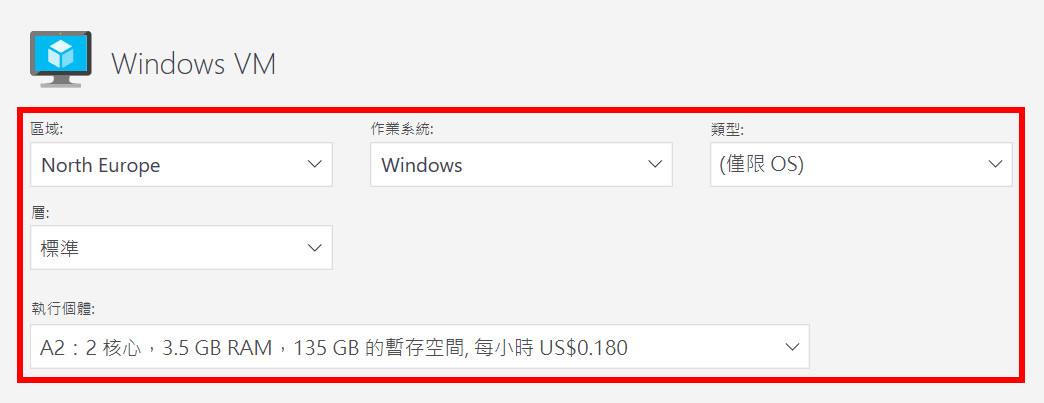 Windows VM
區域:
作業系統:
類型:
North Europe
Windows
(僅限 OS)
層:
標準
執行個體:
A2：2 核心，3.5 GB RAM，135 GB 的暫存空間, 每小時 US$0.180